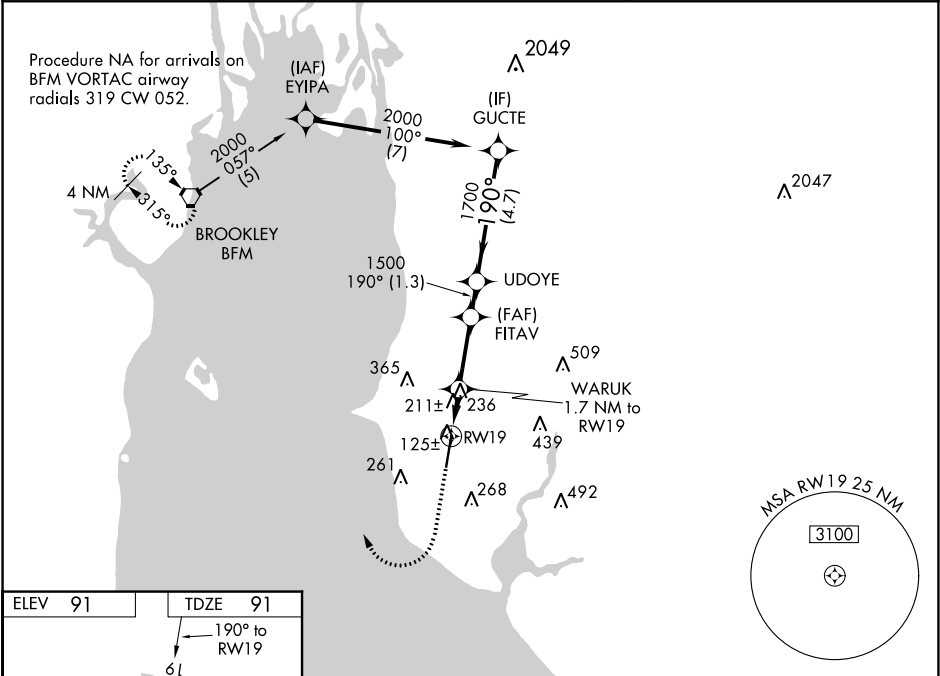 Procedure NA for arrivals on
BFM VORTAC airway
radials 319 CW 052.
(IAF)
EYIPA
2049
(IF)
GUCTE
2000
100°
(7)
2000
057°
(5)
135°
4 NM
315°
BROOKLEY
BFM
2047
1700
190°
(4.7)
1500
190° (1.3)
UDOYE
(FAF)
FITAV
509
365
WARUK
1.7 NM to
RW19
211±
236
439
125±
RW19
261
268
492
MSA RW19 25 NM
3100
ELEV 91
TDZE 91
190° to
RW19
19